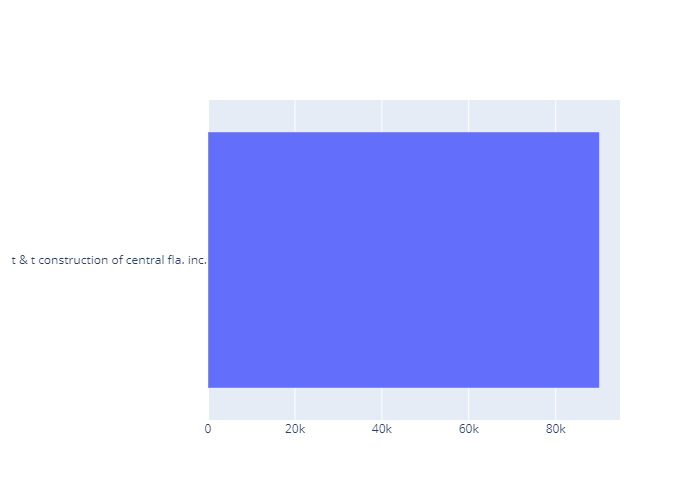 t & t construction of central fla. inc.
0 20k 40k 60k 80k